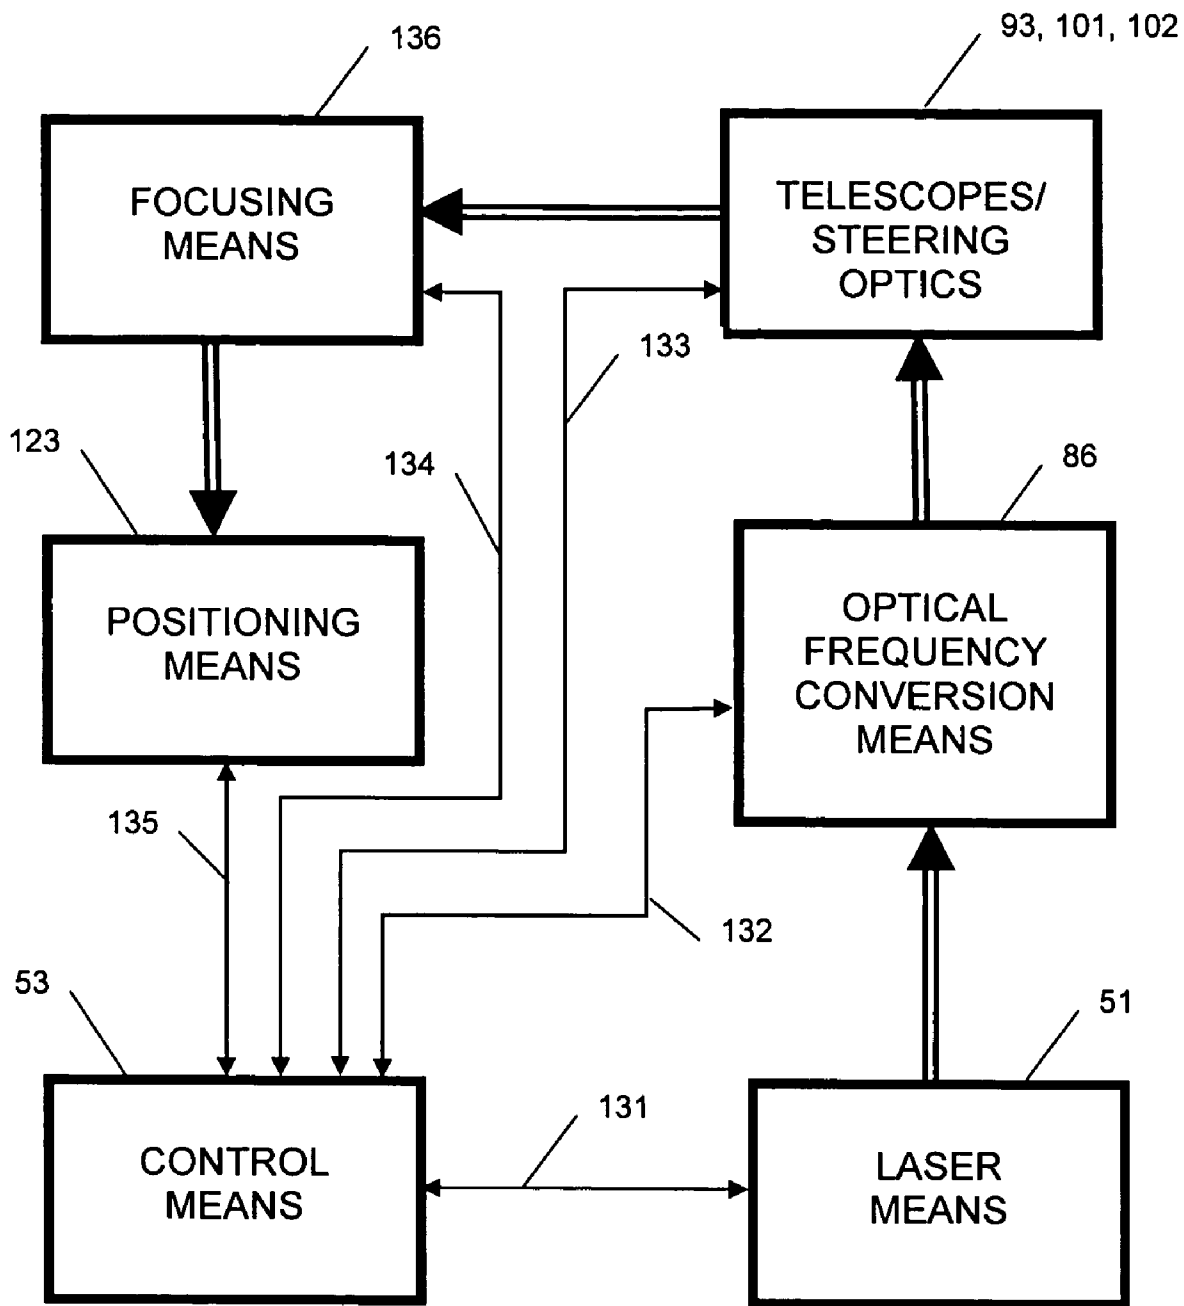 136
93, 101, 102
FOCUSING
MEANS
TELESCOPES/
STEERING
OPTICS
133
123
134
86
POSITIONING
MEANS
OPTICAL
FREQUENCY
CONVERSION
MEANS
135
132
53
51
131
CONTROL
MEANS
LASER
MEANS